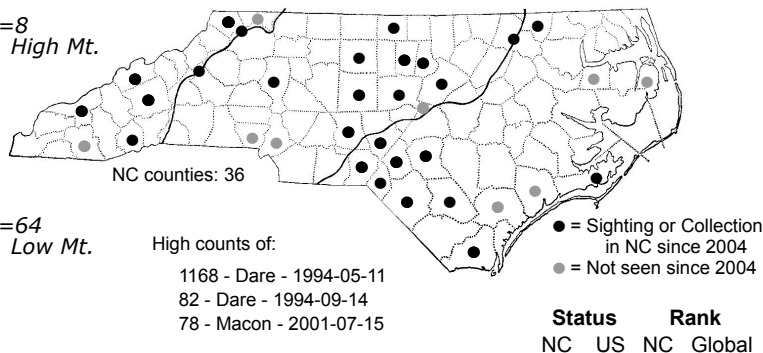 =8
High Mt.
NC counties: 36
=64
Low Mt.
High counts of:
1168 - Dare - 1994-05-11
82 - Dare - 1994-09-14
78 - Macon - 2001-07-15
● = Sighting or Collection
in NC since 2004
● = Not seen since 2004
Status Rank
NC US NC Global